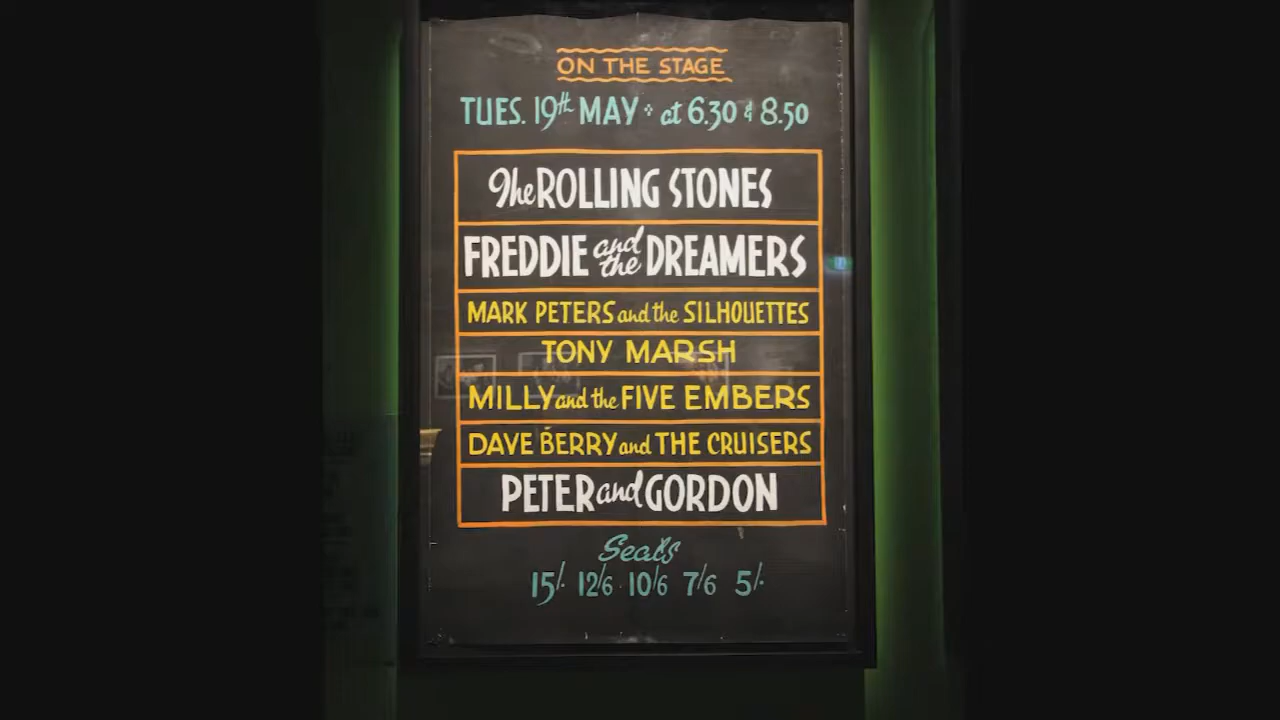 ON THE STAGE
TUES. 19th MAY at 6.30 & 8.50
The ROLLING STONES
FREDDIE and the DREAMERS
MARK PETERS and the SILHOUETTES
TONY MARSH
MILLY and the FIVE EMBERS
DAVE BERRY and THE CRUISERS
PETER and GORDON
Seats
15/- 12/6 10/6 7/6 5/-